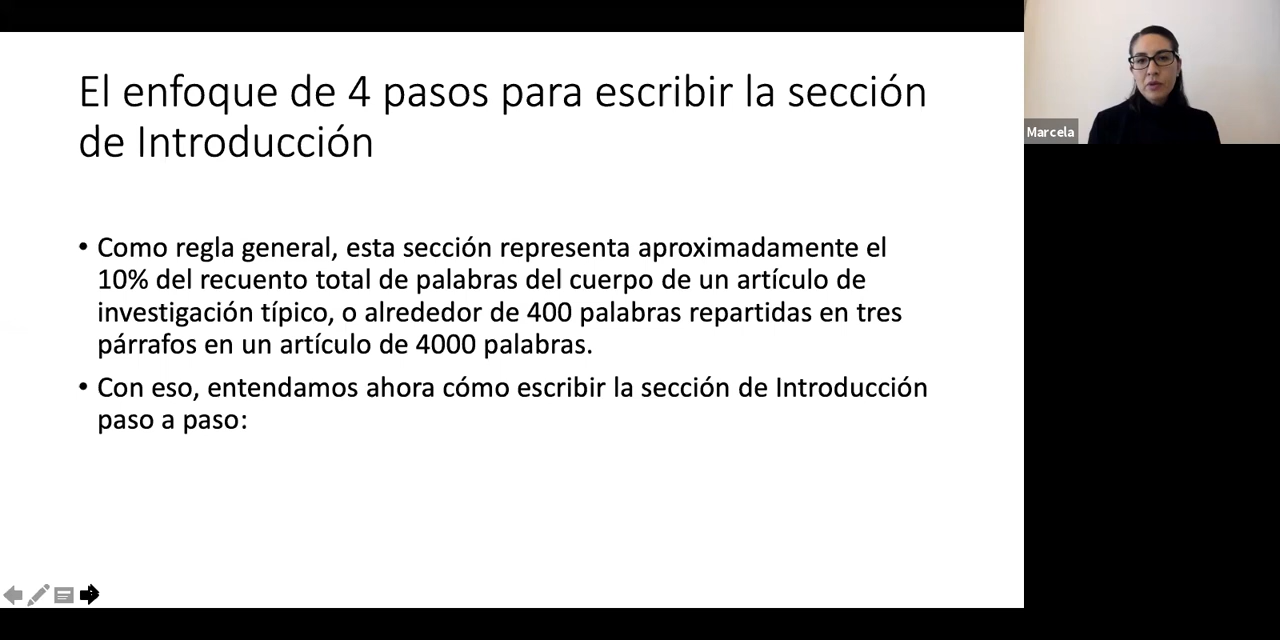 El enfoque de 4 pasos para escribir la sección
de Introducción
• Como regla general, esta sección representa aproximadamente el
10% del recuento total de palabras del cuerpo de un artículo de
investigación típico, o alrededor de 400 palabras repartidas en tres
párrafos en un artículo de 4000 palabras.
• Con eso, entendamos ahora cómo escribir la sección de Introducción
paso a paso:
Marcela